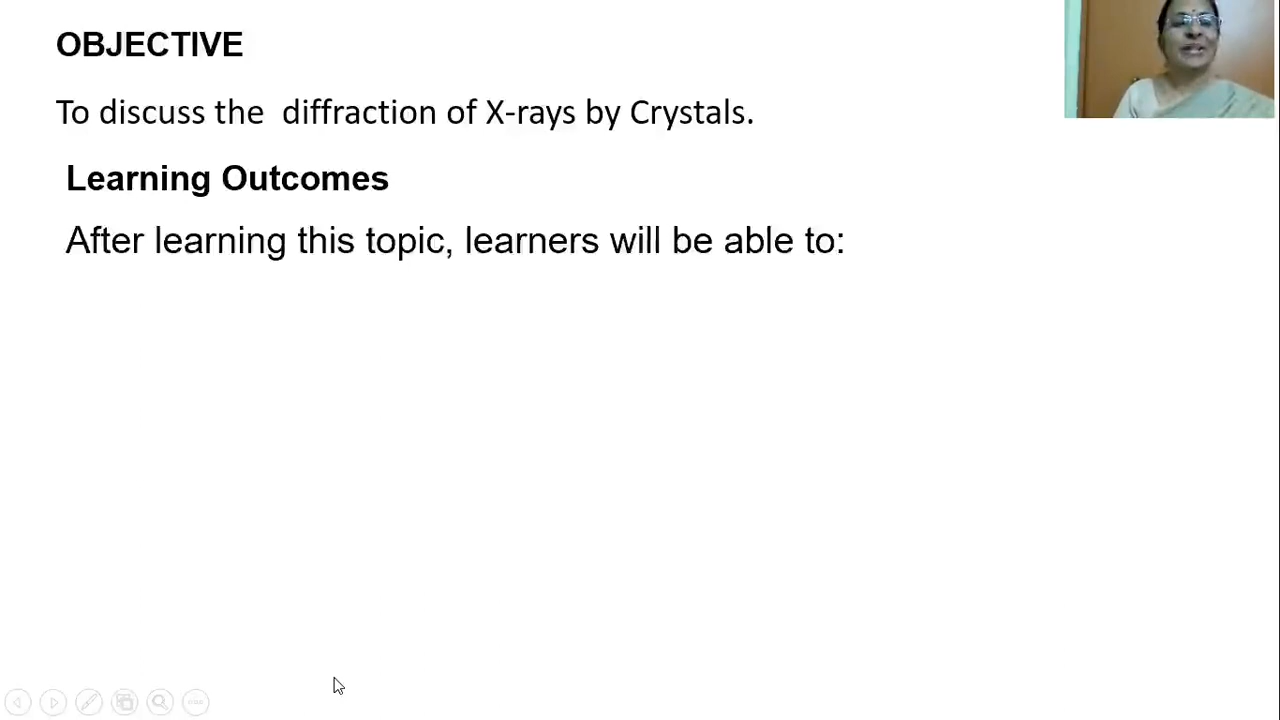 OBJECTIVE
To discuss the  diffraction of X-rays by Crystals.
Learning Outcomes
After learning this topic, learners will be able to: